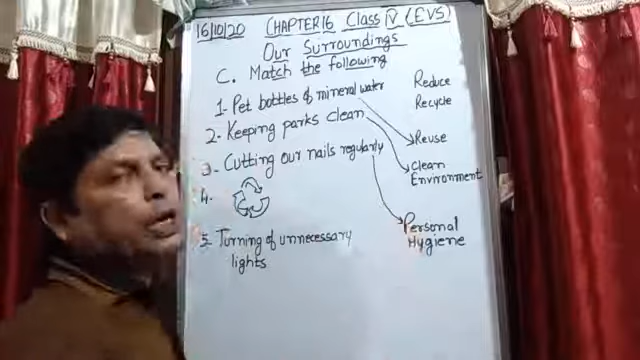 16/10/20 CHAPTER 16 Class IV (EVS)
Our Surroundings
C. Match the following
1- Pet bottles of mineral water
Reduce
Recycle
2- Keeping parks clean
Reuse
3- Cutting our nails regularly
Clean
Environment
4-
Personal
Hygiene
5- Turning of unnecessary
lights